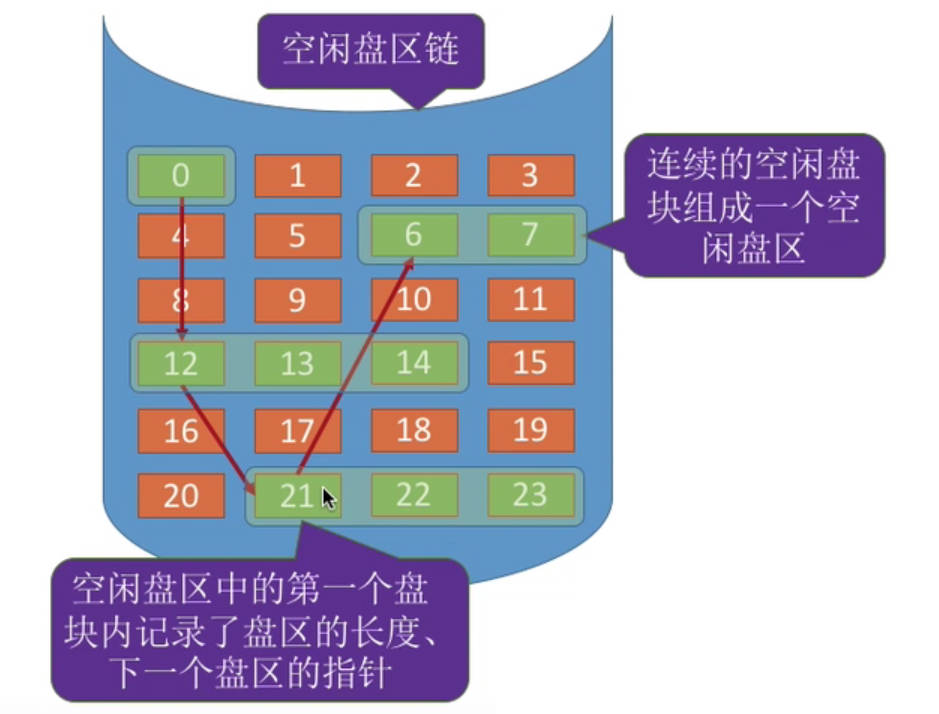 空闲盘区链
0 1 2 3
连续的空闲盘
块组成一个空
闲盘区
4 5 6 7
8 9 10 11
12 13 14 15
16 17 18 19
20 21 22 23
空闲盘区中的第一个盘
块内记录了盘区的长度、
下一个盘区的指针